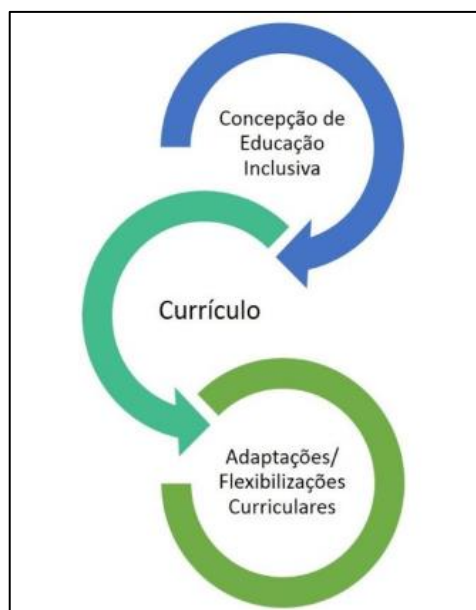 Concepção de
Educação
Inclusiva
Currículo
Adaptações/
Flexibilizações
Curriculares